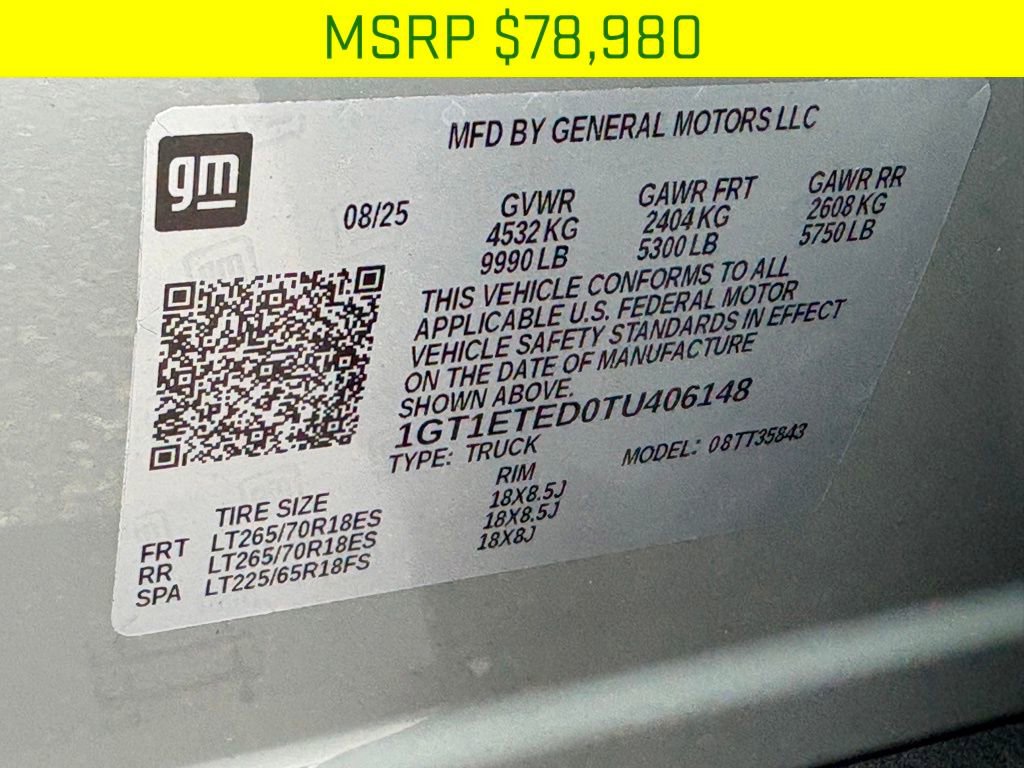 MSRP $78,980
gm
MFD BY GENERAL MOTORS LLC
08/25
GVWR
4532 KG
9990 LB
GAWR FRT
2404 KG
5300 LB
GAWR RR
2608 KG
5750 LB
THIS VEHICLE CONFORMS TO ALL
APPLICABLE U.S. FEDERAL MOTOR
VEHICLE SAFETY STANDARDS IN EFFECT
ON THE DATE OF MANUFACTURE
SHOWN ABOVE.
1GT1ETED0TU406148
TYPE: TRUCK
MODEL: 08TT35843
TIRE SIZE RIM
FRT LT265/70R18ES 18X8.5J
RR LT265/70R18ES 18X8.5J
SPA LT225/65R18FS 18X8J